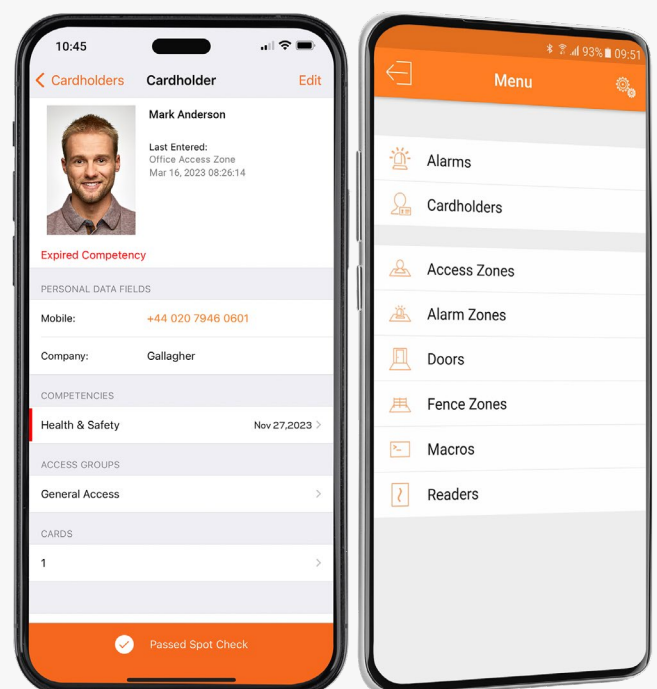 10:45
Cardholders
Cardholder
Edit
Mark Anderson
Last Entered:
Office Access Zone
Mar 16, 2023 08:26:14
Expired Competency
PERSONAL DATA FIELDS
Mobile: +44 020 7946 0601
Company: Gallagher
COMPETENCIES
Health & Safety Nov 27,2023
ACCESS GROUPS
General Access
CARDS
1
Passed Spot Check
93% 09:51
Menu
Alarms
Cardholders
Access Zones
Alarm Zones
Doors
Fence Zones
Macros
Readers